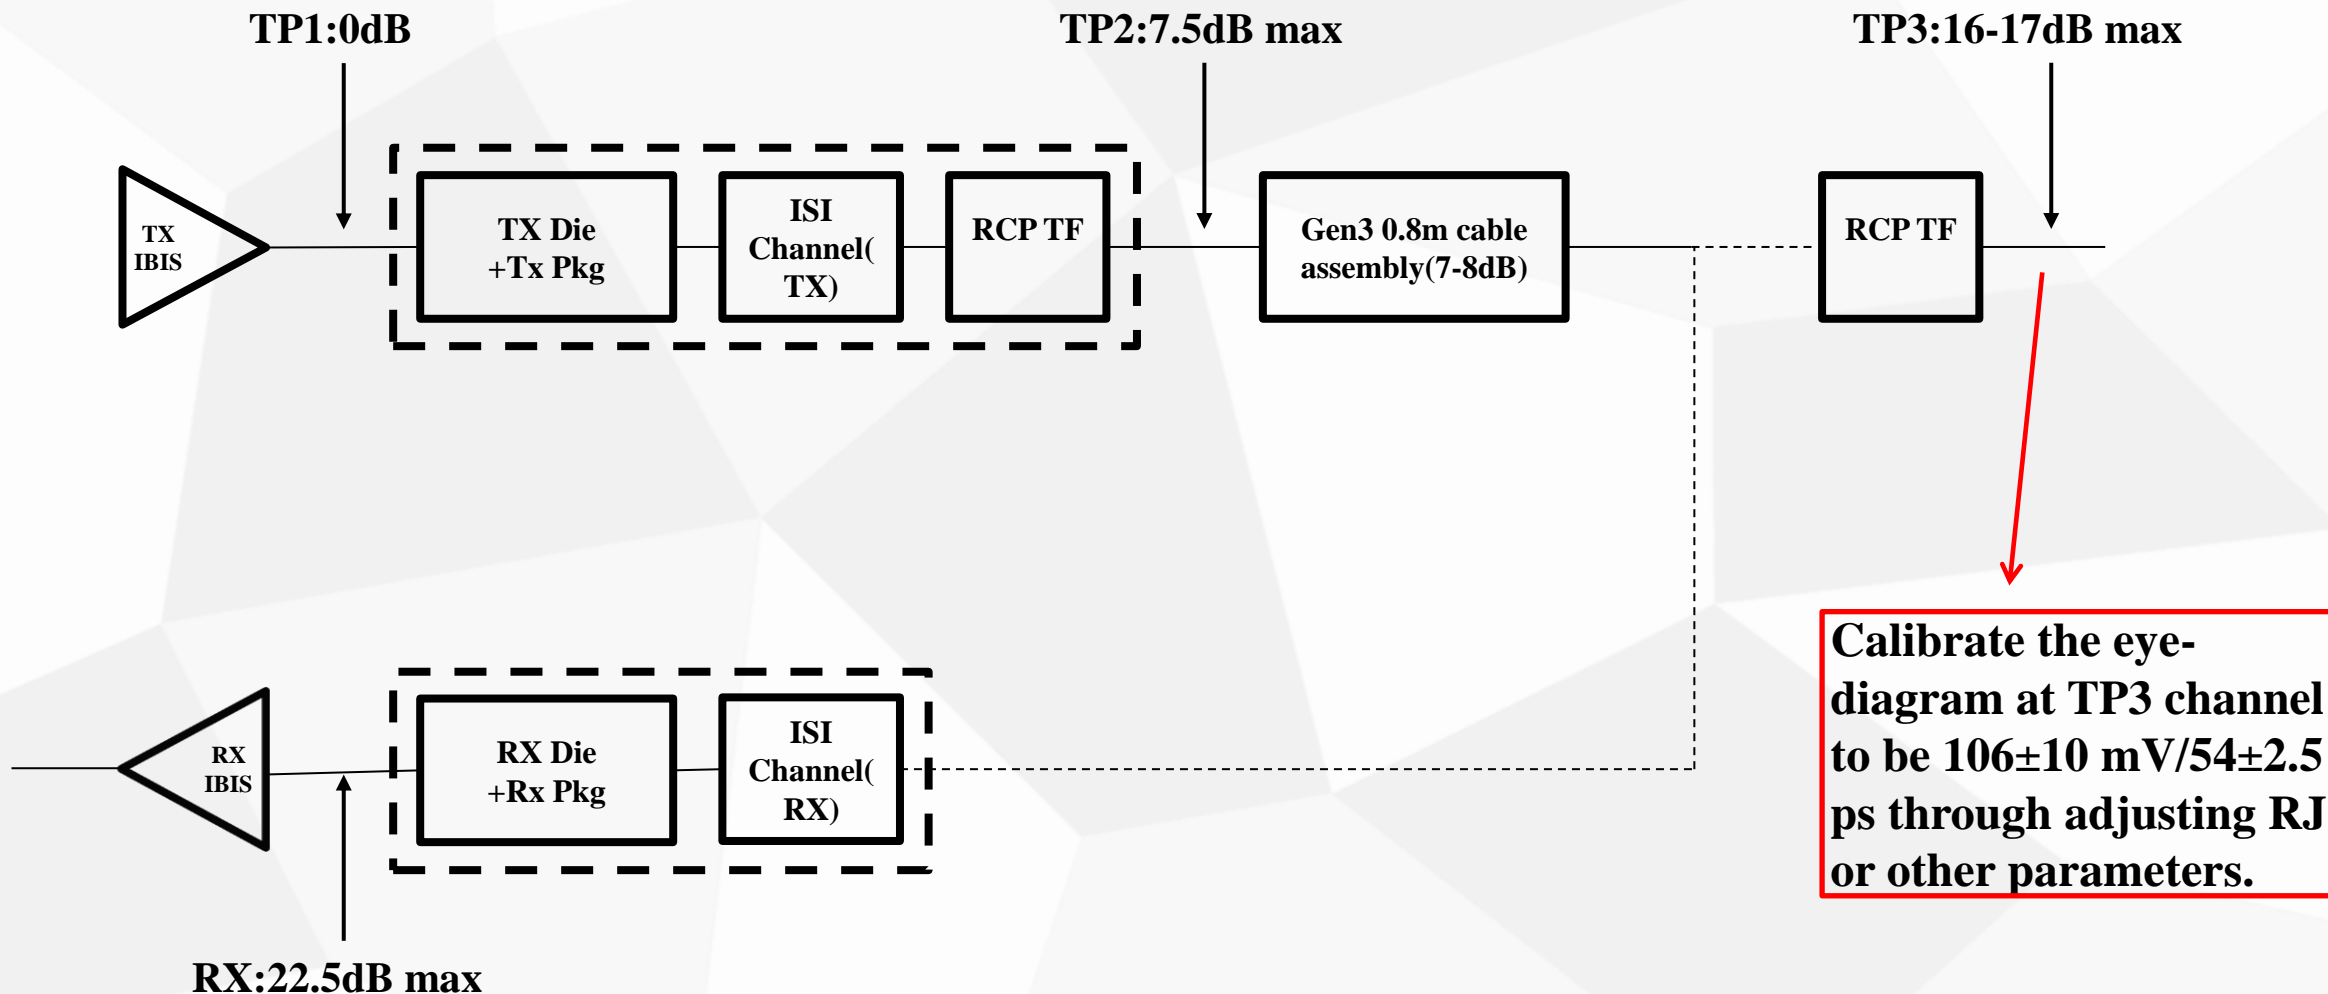 TP1:0dB
TP2:7.5dB max
TP3:16-17dB max
TX
IBIS
TX Die
+Tx Pkg
ISI
Channel(
TX)
RCP TF
Gen3 0.8m cable
assembly(7-8dB)
RCP TF
Calibrate the eye-
diagram at TP3 channel
to be 106±10 mV/54±2.5
ps through adjusting RJ
or other parameters.
RX
IBIS
RX Die
+Rx Pkg
ISI
Channel(
RX)
RX:22.5dB max